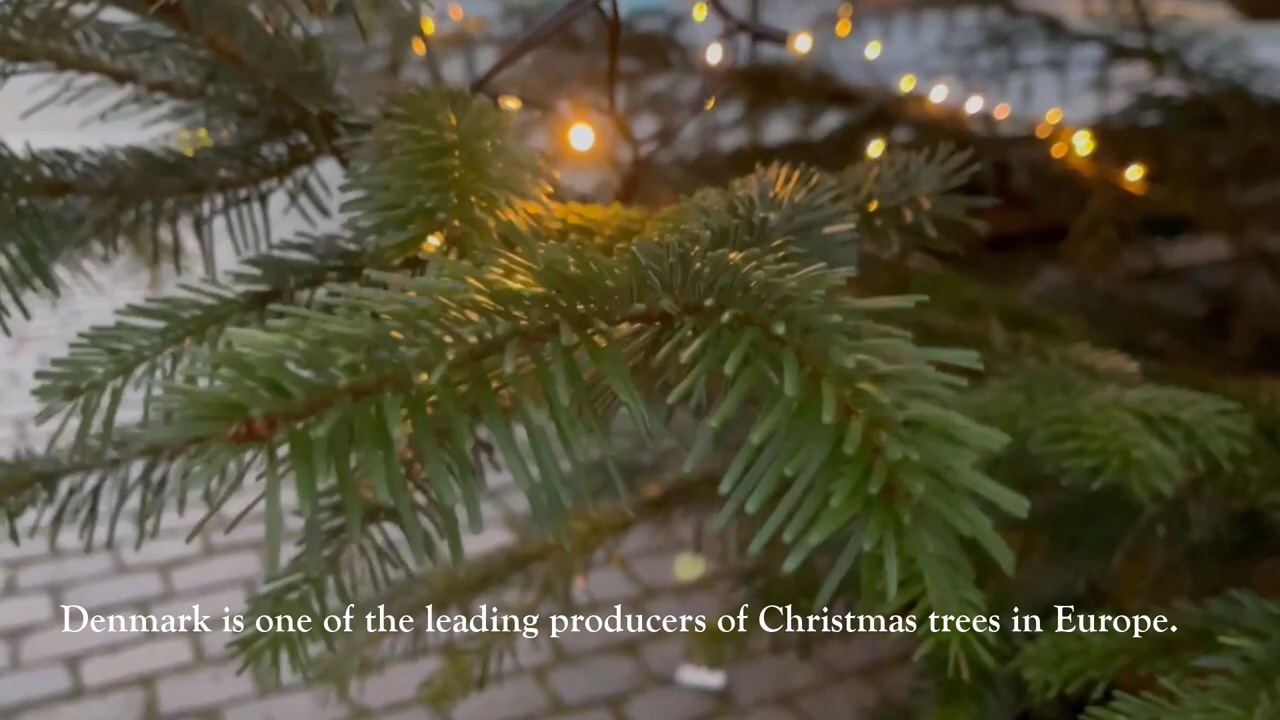 Denmark is one of the leading producers of Christmas trees in Europe.